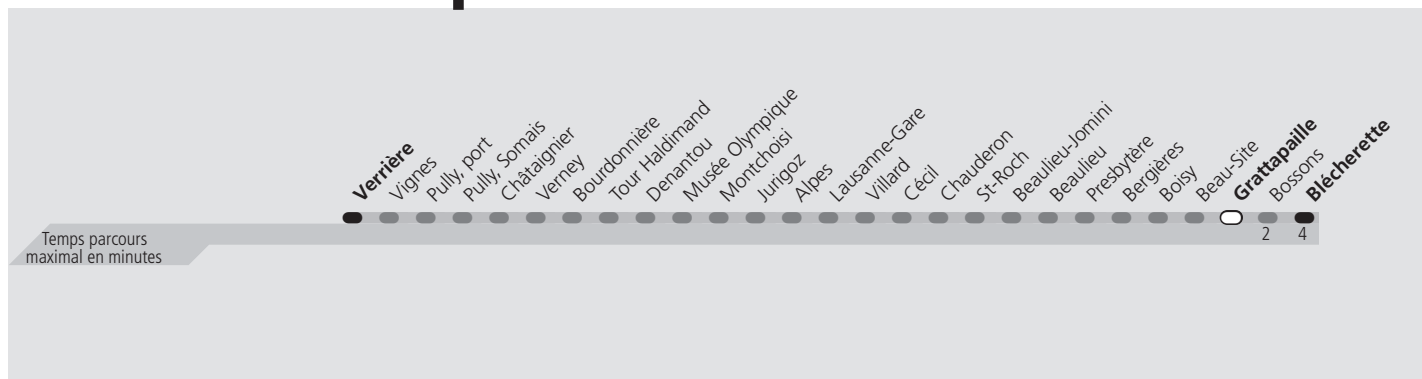 Verrière
Vignes
Pully, port
Pully, Somais
Châtaignier
Verney
Bourdonnière
Tour Haldimand
Denantou
Musée Olympique
Montchoisi
Jurigoz
Alpes
Lausanne-Gare
Villard
Cécil
Chauderon
St-Roch
Beaulieu-Jomini
Beaulieu
Presbytère
Bergières
Boisy
Beau-Site
Grattapaille
Bossons
Blécherette
Temps parcours
maximal en minutes
2 4